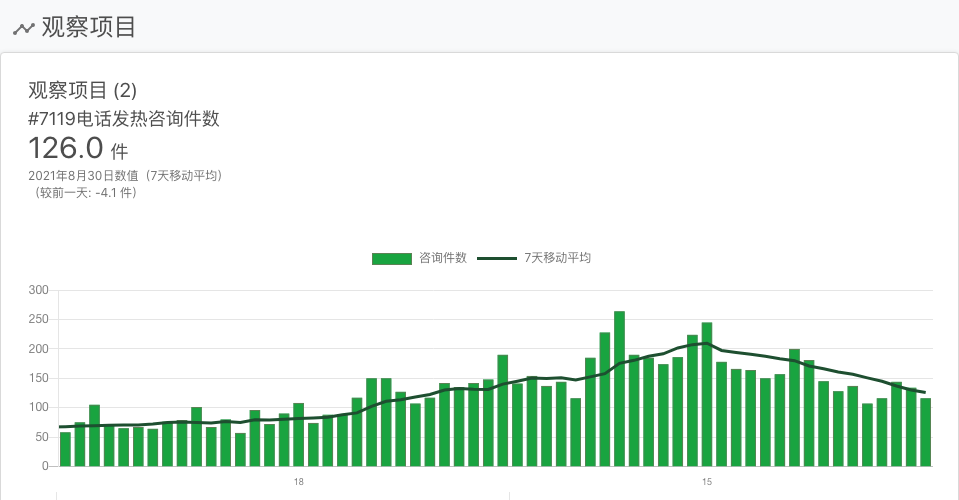 观察项目
观察项目 (2)
#7119电话发热咨询件数
126.0 件
2021年8月30日数值（7天移动平均）
（较前一天: -4.1 件）
咨询件数 7天移动平均
300
250
200
150
100
50
0
18 15